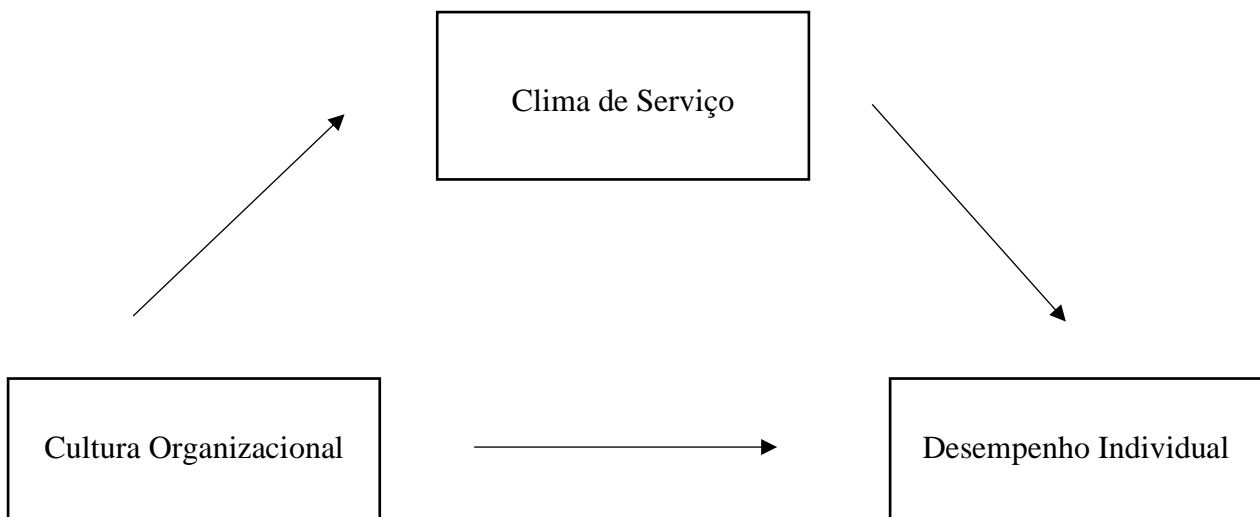 Clima de Serviço
Cultura Organizacional
Desempenho Individual